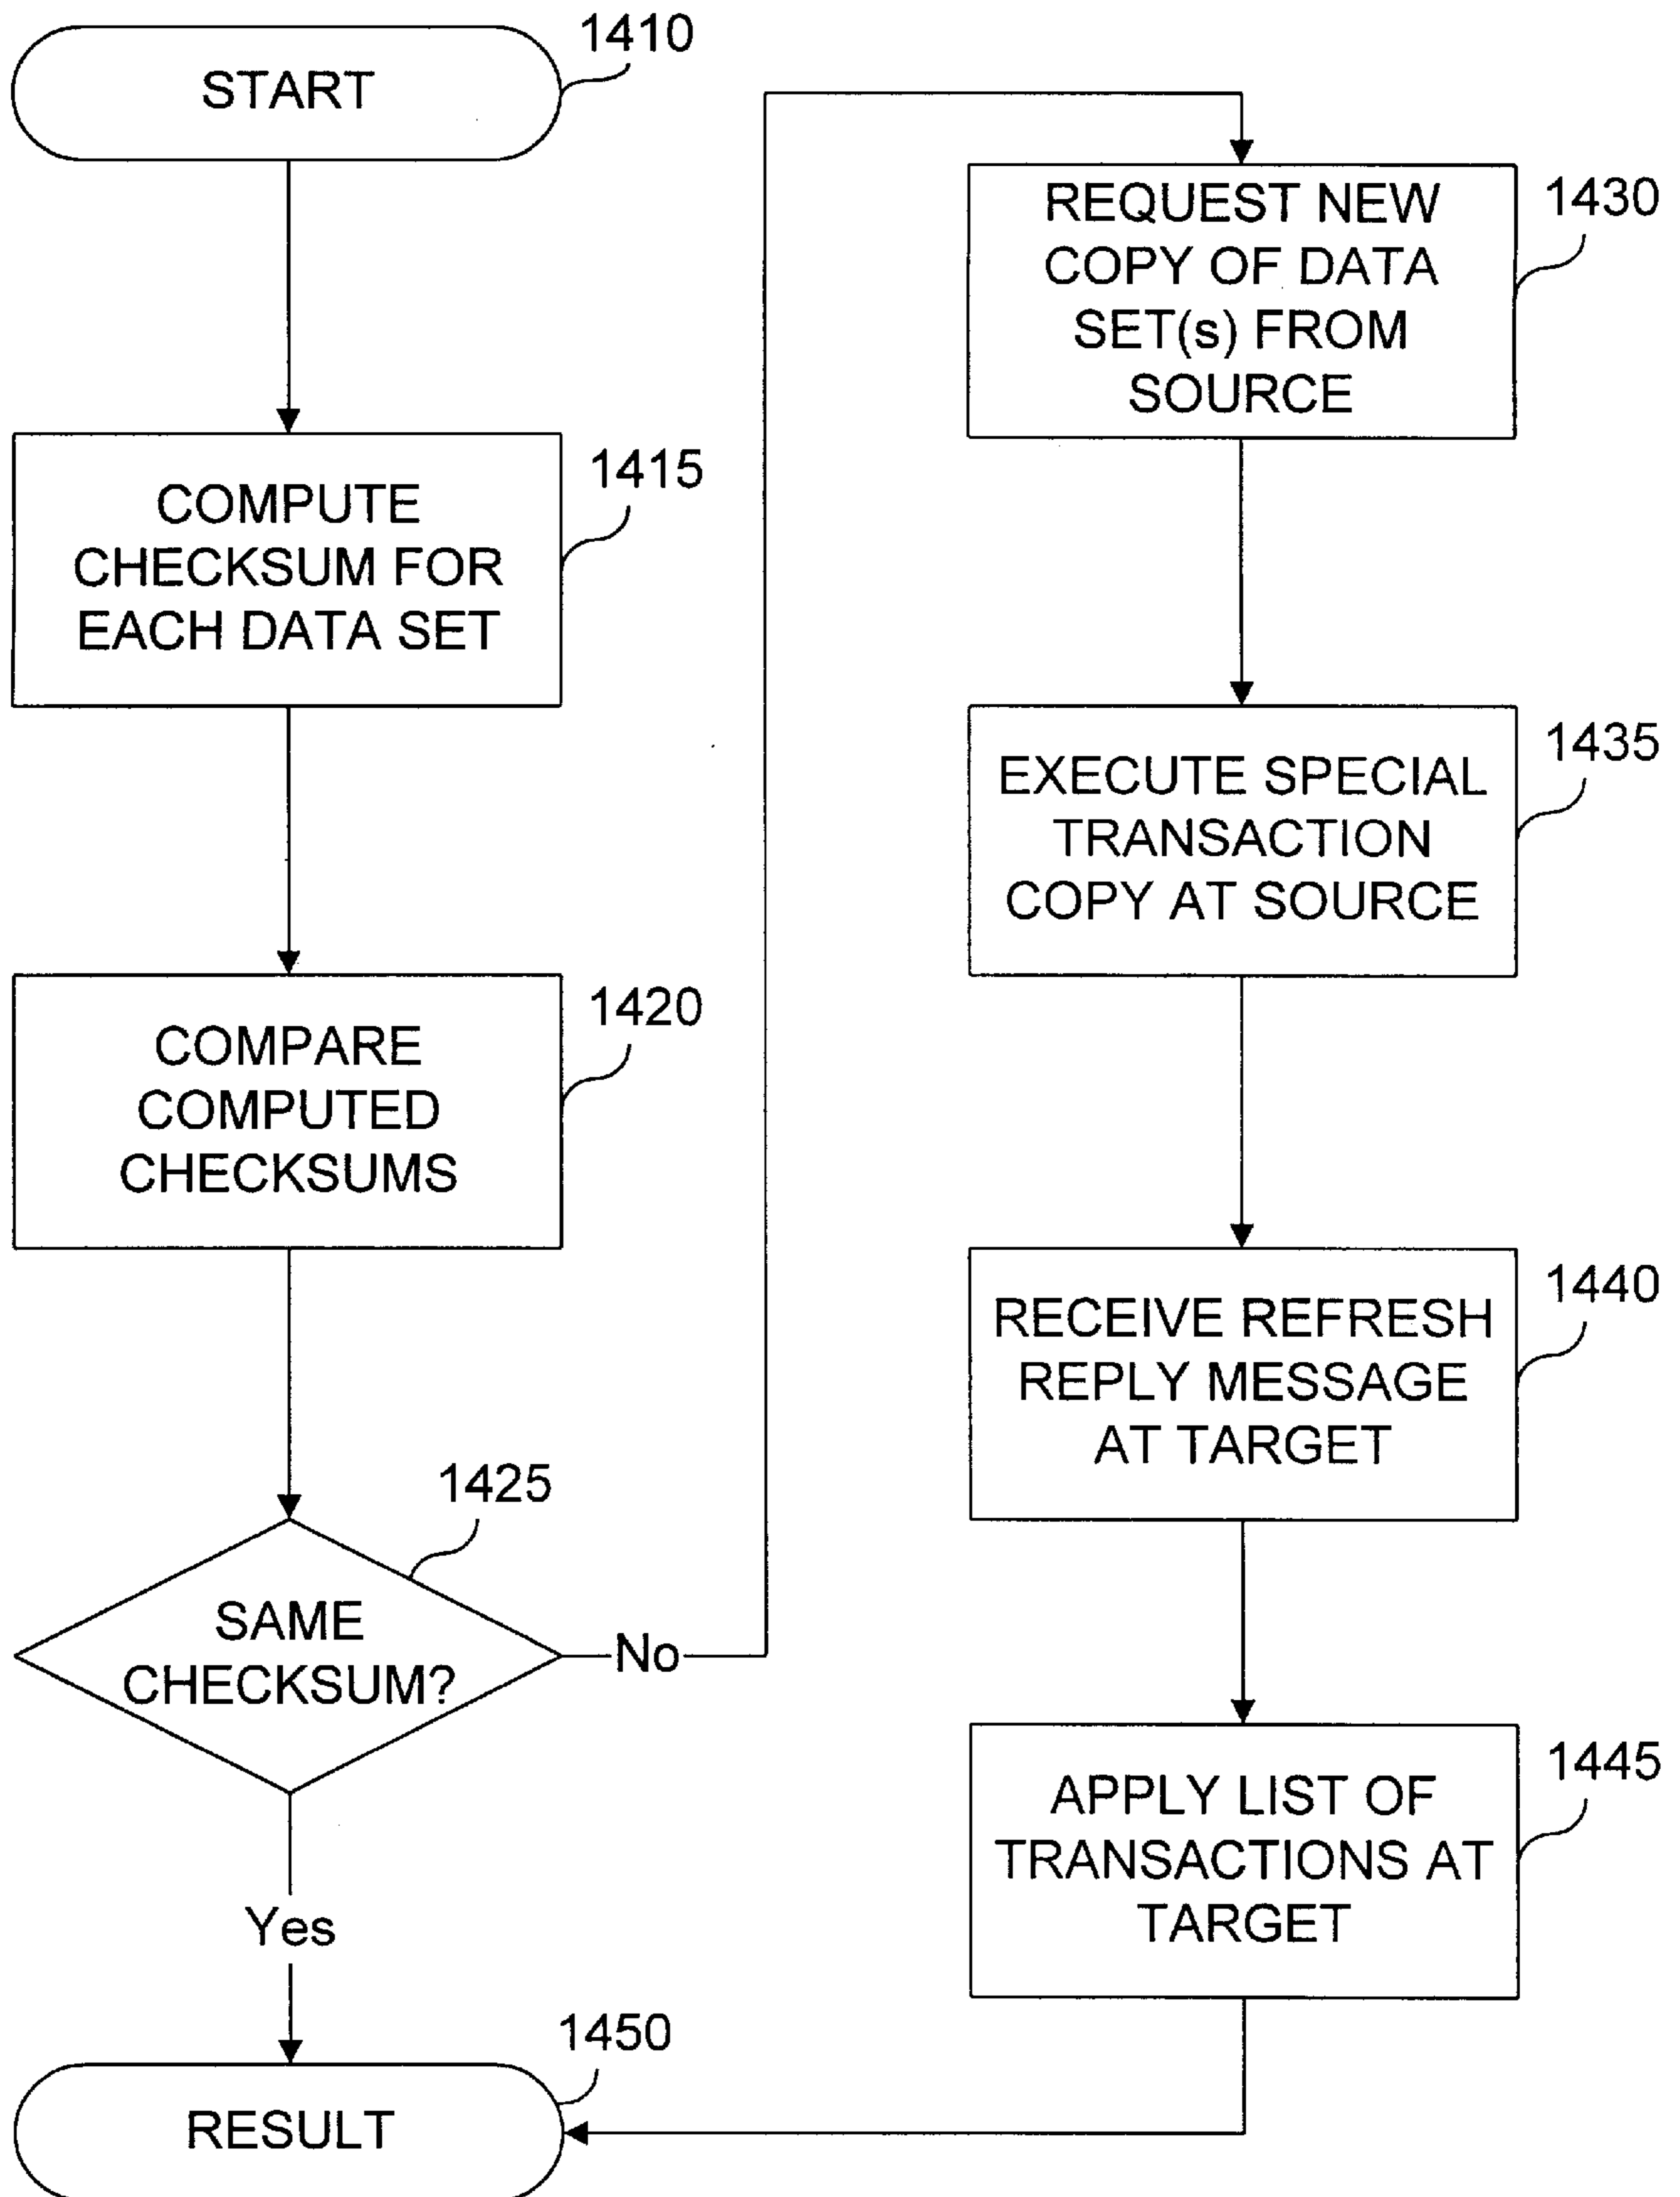 1410
START
1415
COMPUTE
CHECKSUM FOR
EACH DATA SET
1420
COMPARE
COMPUTED
CHECKSUMS
1425
SAME
CHECKSUM?
No
Yes
1430
REQUEST NEW
COPY OF DATA
SET(s) FROM
SOURCE
1435
EXECUTE SPECIAL
TRANSACTION
COPY AT SOURCE
1440
RECEIVE REFRESH
REPLY MESSAGE
AT TARGET
1445
APPLY LIST OF
TRANSACTIONS AT
TARGET
1450
RESULT